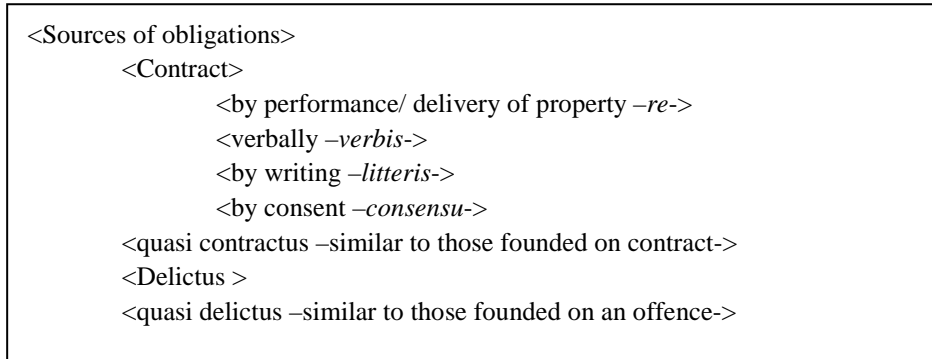 <Sources of obligations>
<Contract>
<by performance/ delivery of property –re->
<verbally –verbis->
<by writing –litteris->
<by consent –consensu->
<quasi contractus –similar to those founded on contract->
<Delictus >
<quasi delictus –similar to those founded on an offence->